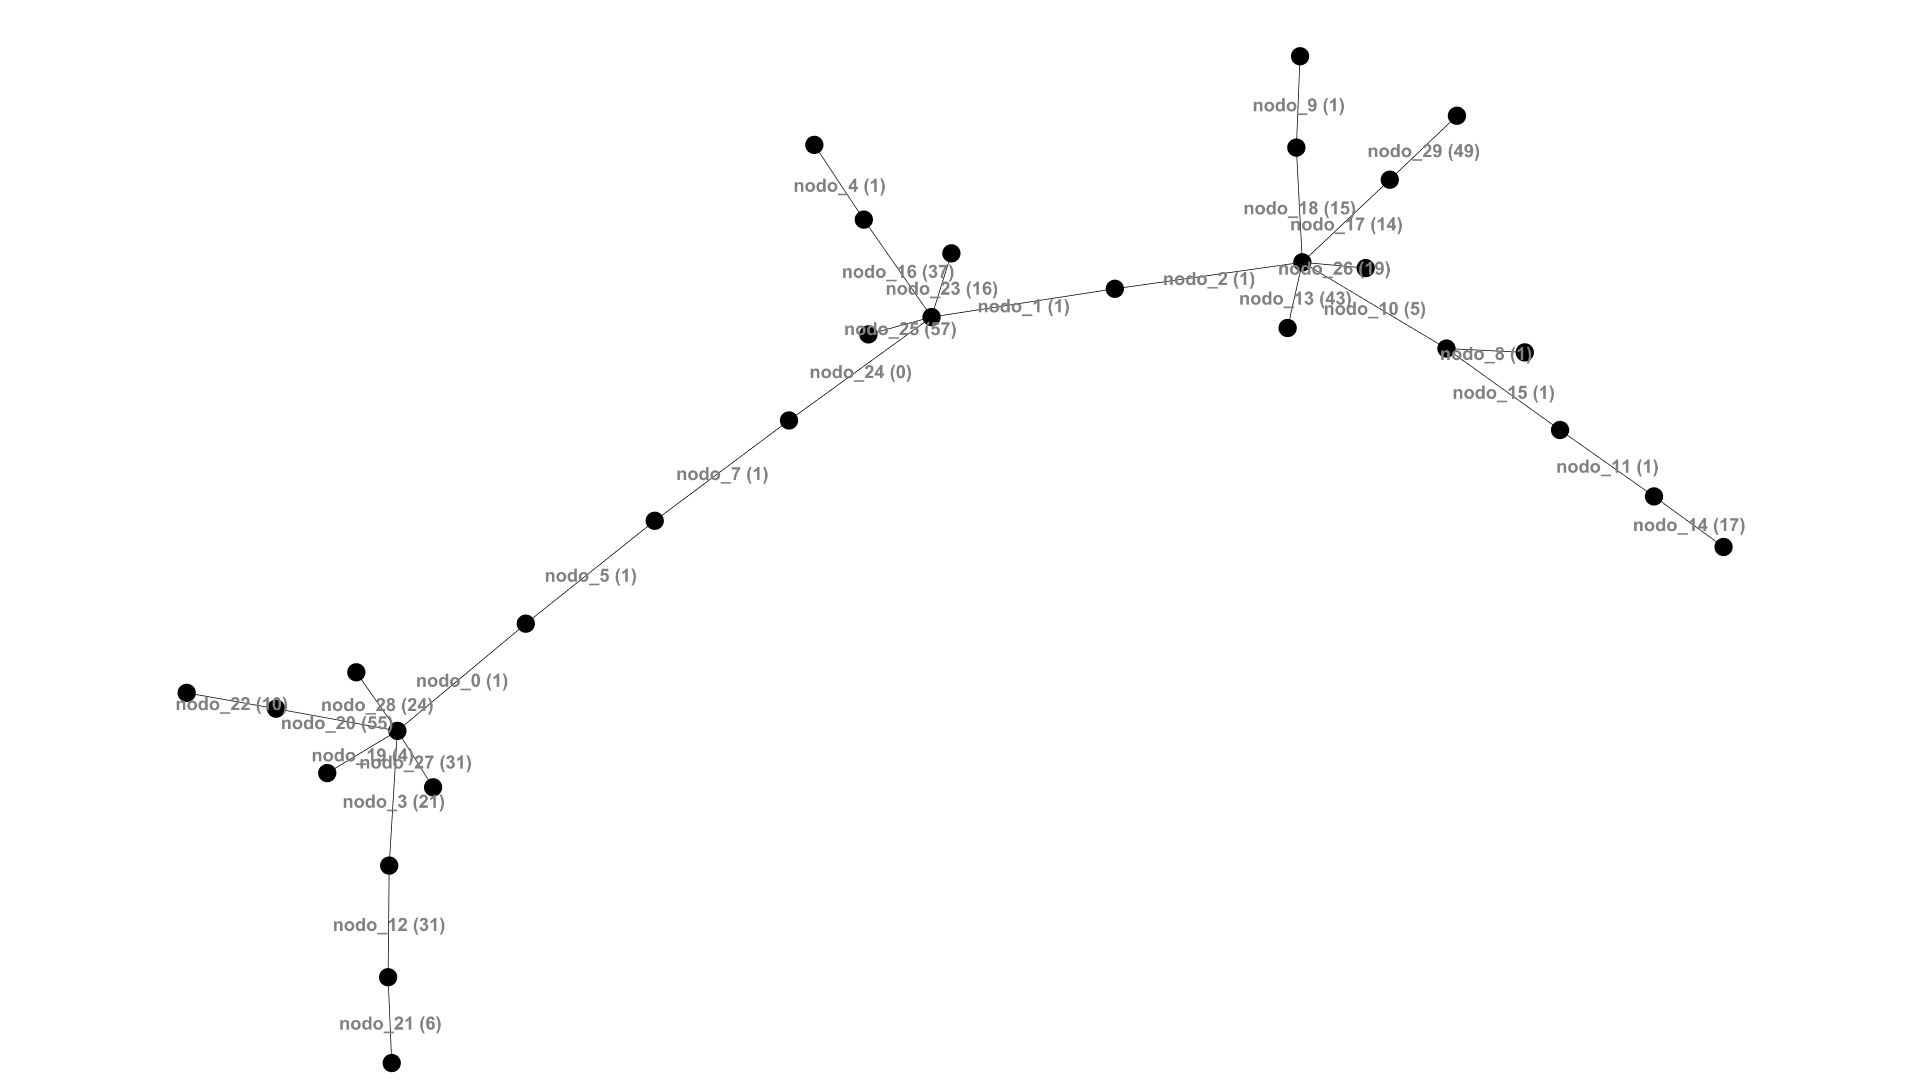 nodo_9 (1)
nodo_29 (49)
nodo_4 (1)
nodo_18 (15)
nodo_17 (14)
nodo_16 (37)
nodo_26 (19)
nodo_2 (1)
nodo_23 (16)
nodo_13 (43)
nodo_1 (1)
nodo_10 (5)
nodo_25 (57)
nodo_8 (1)
nodo_24 (0)
nodo_15 (1)
nodo_11 (1)
nodo_7 (1)
nodo_14 (17)
nodo_5 (1)
nodo_0 (1)
nodo_22 (10)
nodo_28 (24)
nodo_20 (55)
nodo_19 (4)
nodo_27 (31)
nodo_3 (21)
nodo_12 (31)
nodo_21 (6)